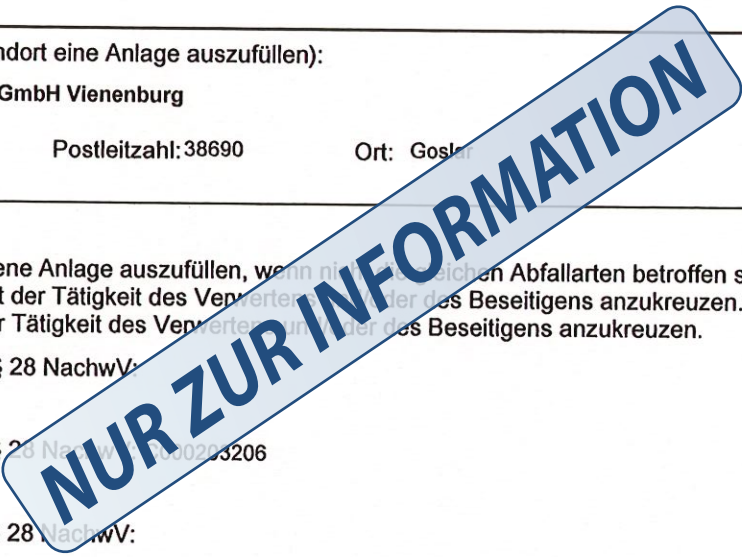 ndort eine Anlage auszufüllen):
GmbH Vienenburg
Postleitzahl: 38690 Ort: Goslar
ene Anlage auszufüllen, wenn nicht die gleichen Abfallarten betroffen s
t der Tätigkeit des Verwertens und/oder des Beseitigens anzukreuzen.
r Tätigkeit des Verwertens und/oder des Beseitigens anzukreuzen.
§ 28 NachwV:
§ 28 NachwV: C000203206
28 NachwV:
NUR ZUR INFORMATION